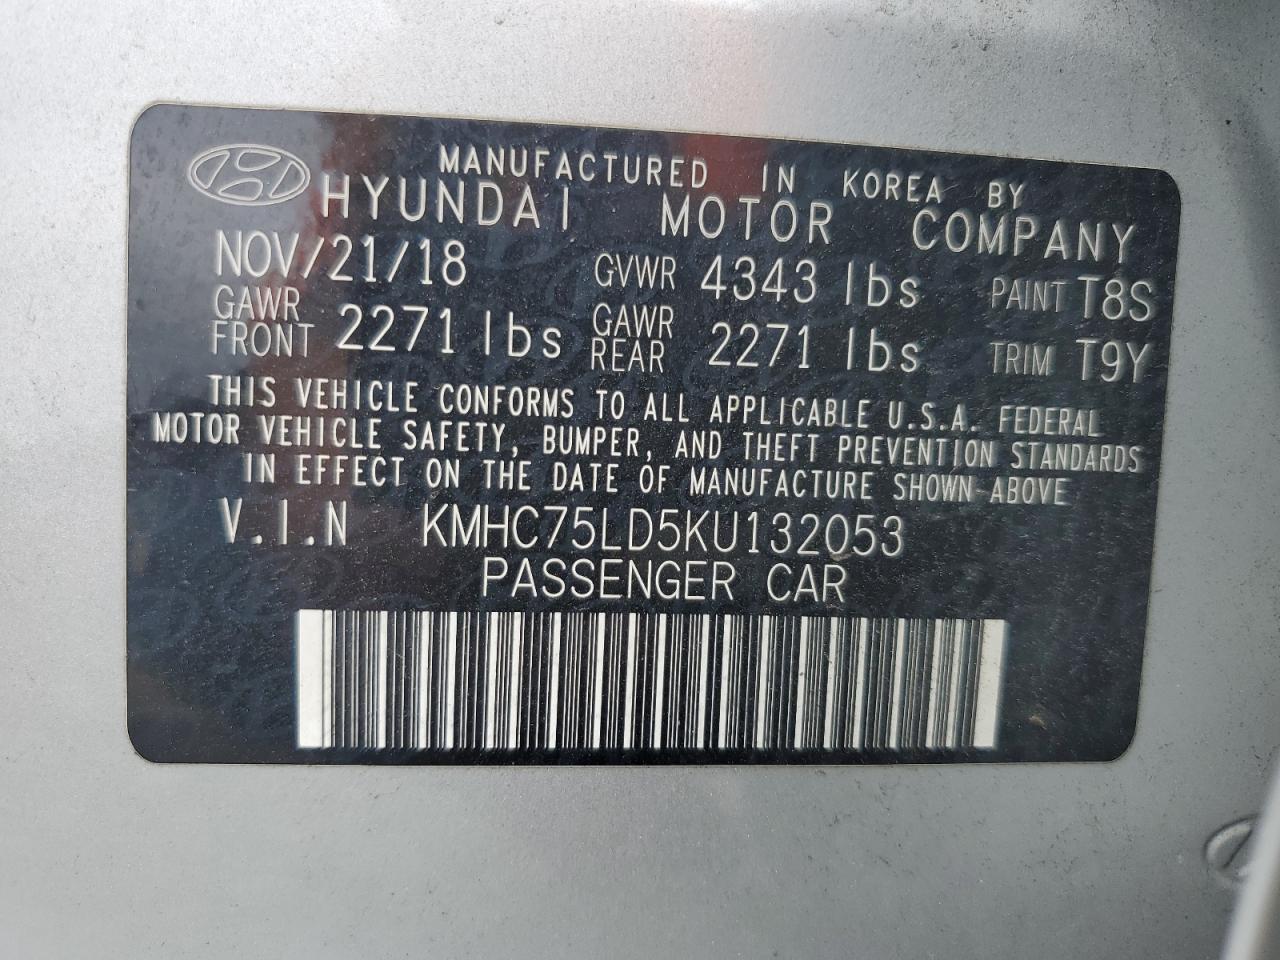 MANUFACTURED IN KOREA BY
HYUNDAI MOTOR COMPANY
NOV/21/18 GVWR 4343 lbs PAINT T8S
GAWR FRONT 2271 lbs GAWR REAR 2271 lbs TRIM T9Y
THIS VEHICLE CONFORMS TO ALL APPLICABLE U.S.A. FEDERAL
MOTOR VEHICLE SAFETY, BUMPER, AND THEFT PREVENTION STANDARDS
IN EFFECT ON THE DATE OF MANUFACTURE SHOWN ABOVE
V.I.N KMHC75LD5KU132053
PASSENGER CAR